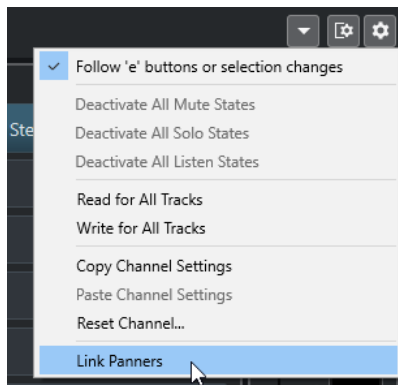 Follow 'e' buttons or selection changes
Deactivate All Mute States
Ste
Deactivate All Solo States
Deactivate All Listen States
Read for All Tracks
Write for All Tracks
Copy Channel Settings
Paste Channel Settings
Reset Channel...
Link Panners